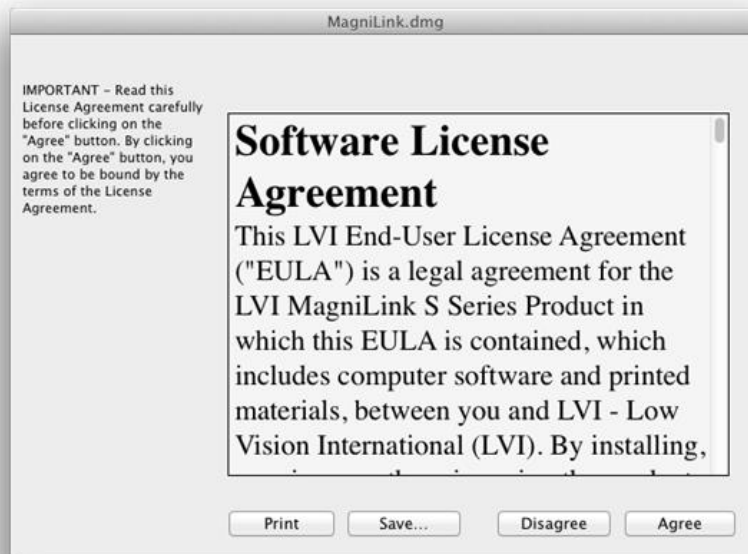 MagniLink.dmg
IMPORTANT – Read this
License Agreement carefully
before clicking on the
"Agree" button. By clicking
on the "Agree" button, you
agree to be bound by the
terms of the License
Agreement.
Software License
Agreement
This LVI End-User License Agreement
("EULA") is a legal agreement for the
LVI MagniLink S Series Product in
which this EULA is contained, which
includes computer software and printed
materials, between you and LVI - Low
Vision International (LVI). By installing,
Print
Save...
Disagree
Agree